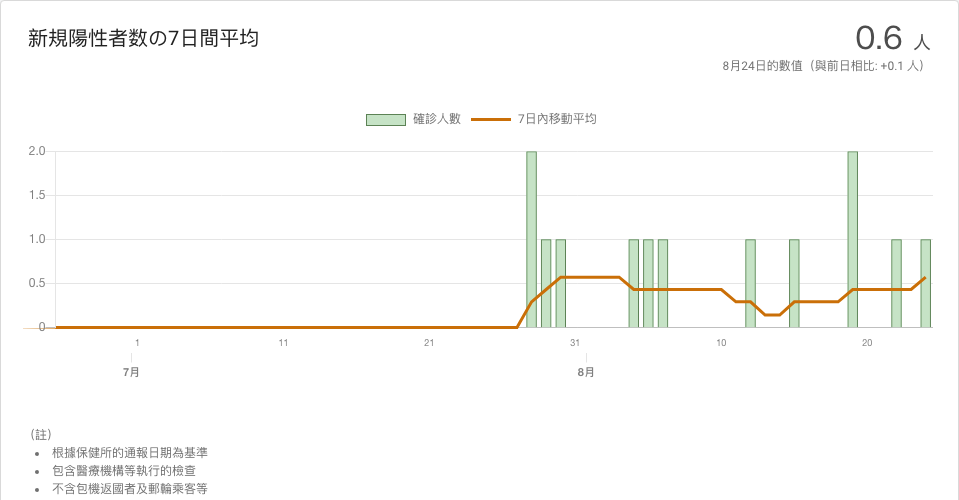 新規陽性者数の7日間平均
0.6 人
8月24日的數值（與前日相比: +0.1 人）
確診人數 7日內移動平均
2.0
1.5
1.0
0.5
0
1 11 21 31 10 20
7月 8月
（註）
• 根據保健所的通報日期為基準
• 包含醫療機構等執行的檢查
• 不含包機返國者及郵輪乘客等